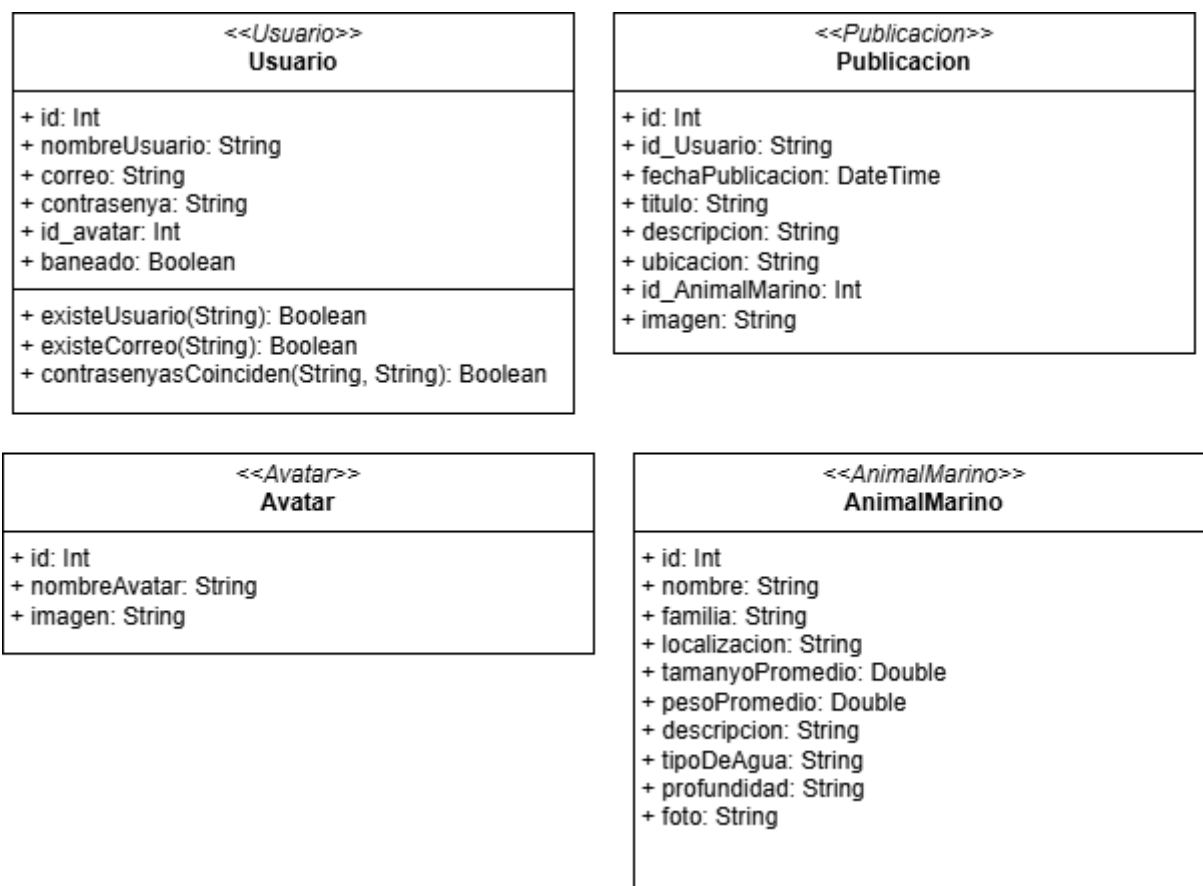 <<Usuario>>
Usuario
+ id: Int
+ nombreUsuario: String
+ correo: String
+ contrasenya: String
+ id_avatar: Int
+ baneado: Boolean
+ existeUsuario(String): Boolean
+ existeCorreo(String): Boolean
+ contrasenyasCoinciden(String, String): Boolean
<<Publicacion>>
Publicacion
+ id: Int
+ id_Usuario: String
+ fechaPublicacion: DateTime
+ titulo: String
+ descripcion: String
+ ubicacion: String
+ id_AnimalMarino: Int
+ imagen: String
<<Avatar>>
Avatar
+ id: Int
+ nombreAvatar: String
+ imagen: String
<<AnimalMarino>>
AnimalMarino
+ id: Int
+ nombre: String
+ familia: String
+ localizacion: String
+ tamanyoPromedio: Double
+ pesoPromedio: Double
+ descripcion: String
+ tipoDeAgua: String
+ profundidad: String
+ foto: String